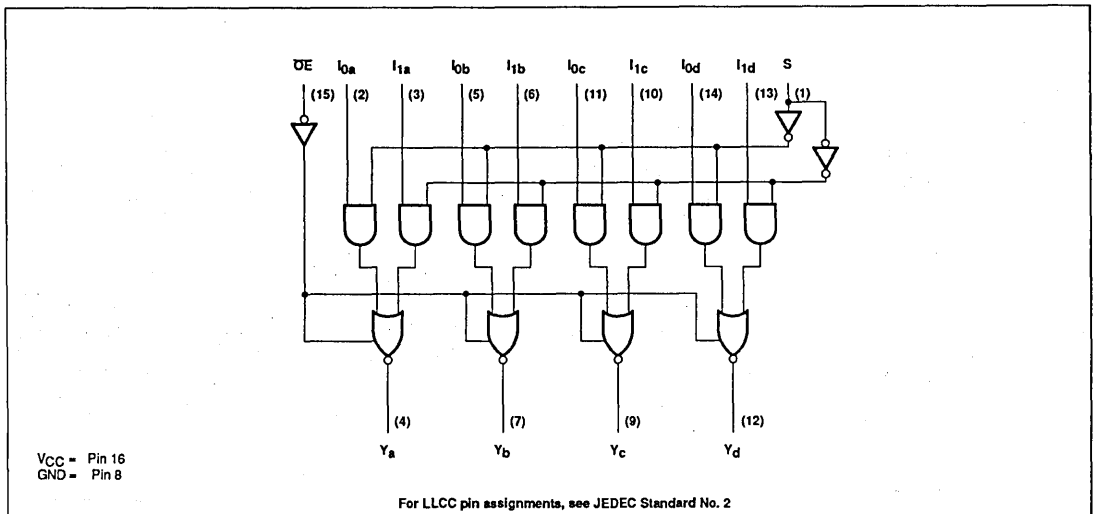 OE I0a I1a I0b I1b I0c I1c I0d I1d S
(15) (2) (3) (5) (6) (11) (10) (14) (13) (1)
(4) (7) (9) (12)
Ya Yb Yc Yd
VCC = Pin 16
GND = Pin 8
For LLCC pin assignments, see JEDEC Standard No. 2